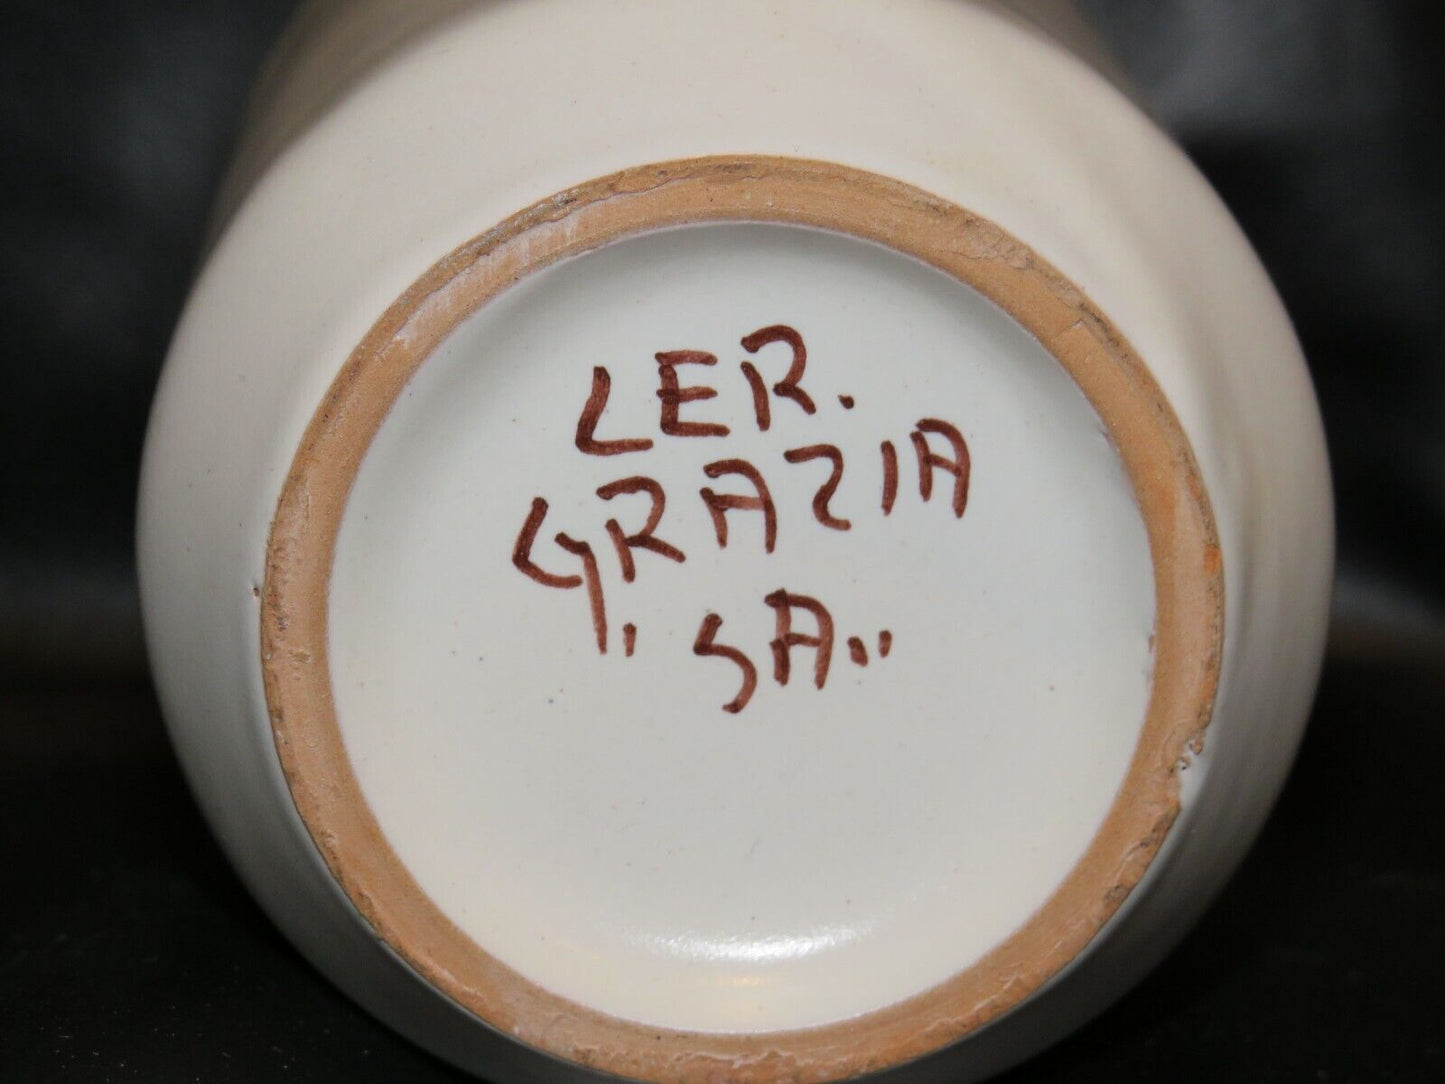 LER.
GRAZIA
" SA "